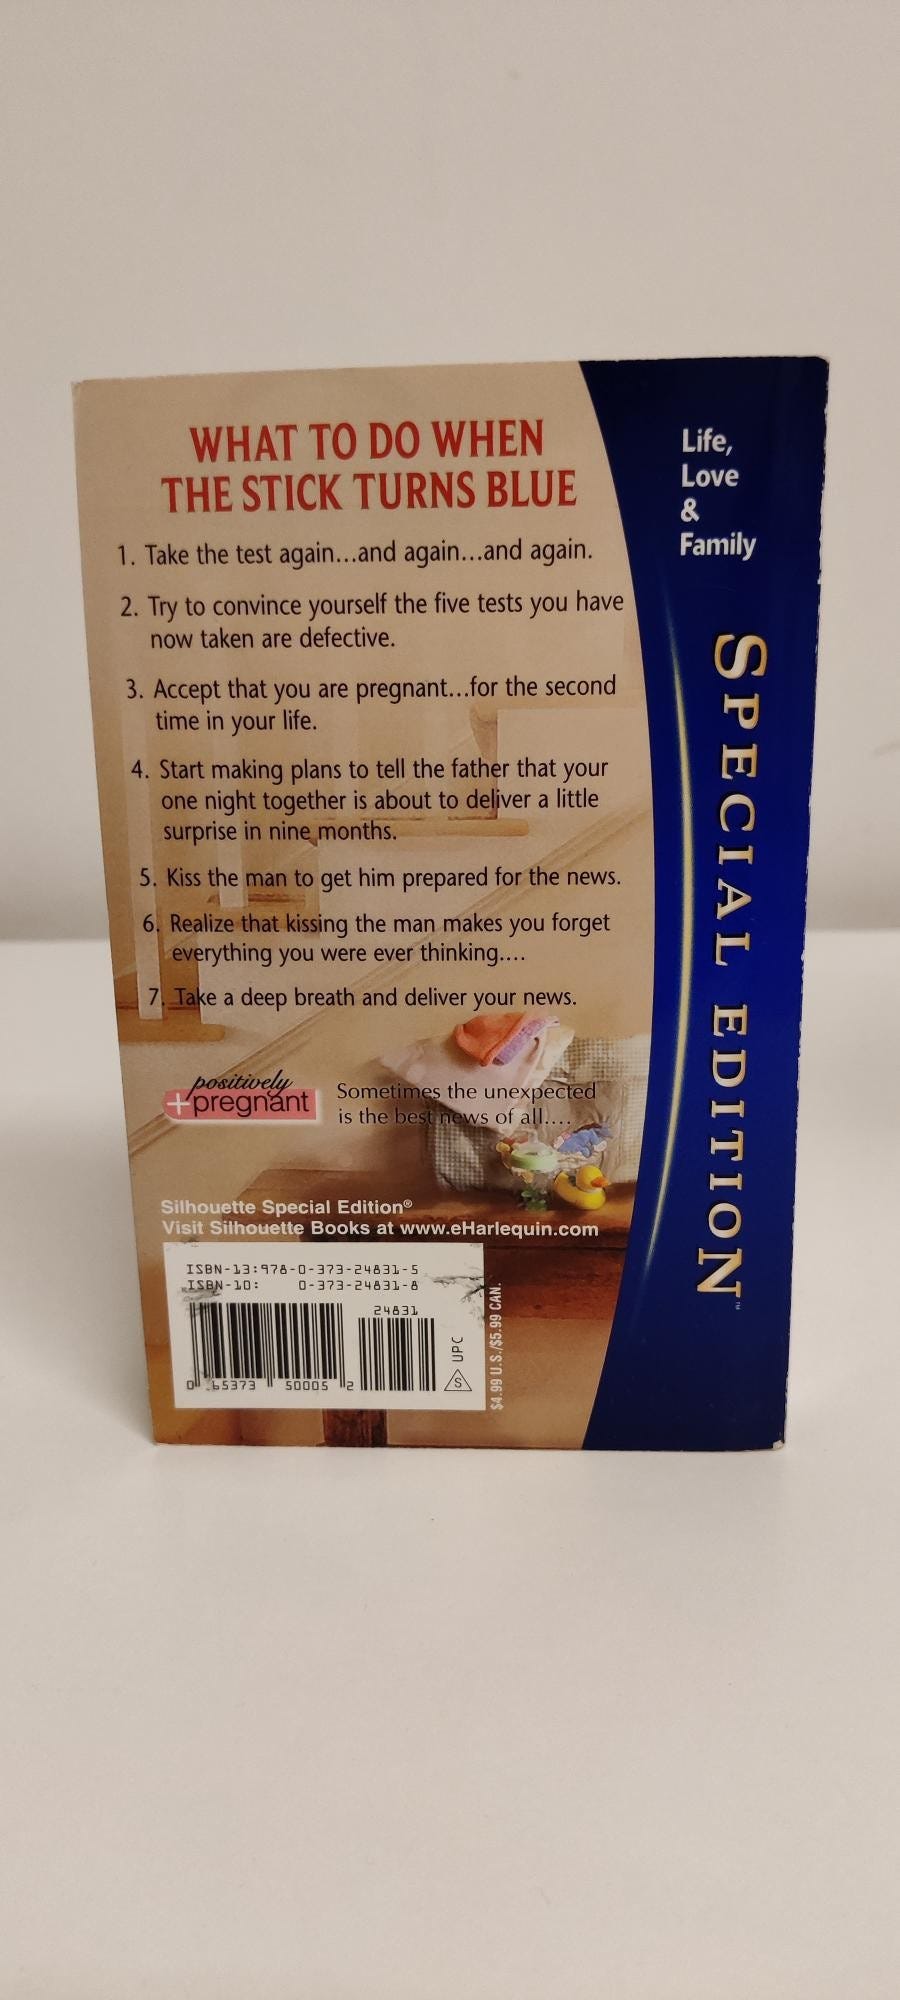 WHAT TO DO WHEN
THE STICK TURNS BLUE
1. Take the test again...and again...and again.
2. Try to convince yourself the five tests you have
now taken are defective.
3. Accept that you are pregnant...for the second
time in your life.
4. Start making plans to tell the father that your
one night together is about to deliver a little
surprise in nine months.
5. Kiss the man to get him prepared for the news.
6. Realize that kissing the man makes you forget
everything you were ever thinking....
7. Take a deep breath and deliver your news.
positively
+pregnant
Sometimes the unexpected
is the best news of all....
Silhouette Special Edition®
Visit Silhouette Books at www.eHarlequin.com
ISBN-13:978-0-373-24831-5
ISBN-10: 0-373-24831-8
24831
0 65373 50005 2
S UPC
$4.99 U.S./$5.99 CAN.
Life,
Love
&
Family
SPECIAL EDITION™